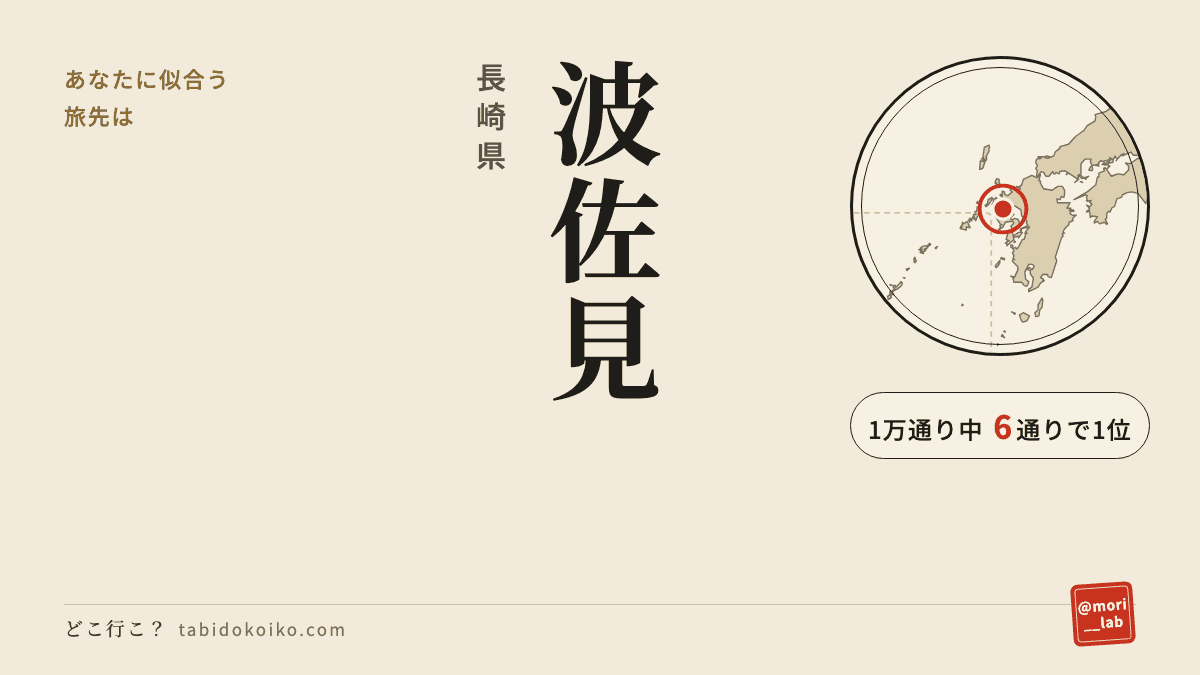 あなたに似合う
旅先は
長崎県
波佐見
1万通り中 6通りで1位
どこ行こ？ tabidokoiko.com
@mori
__lab